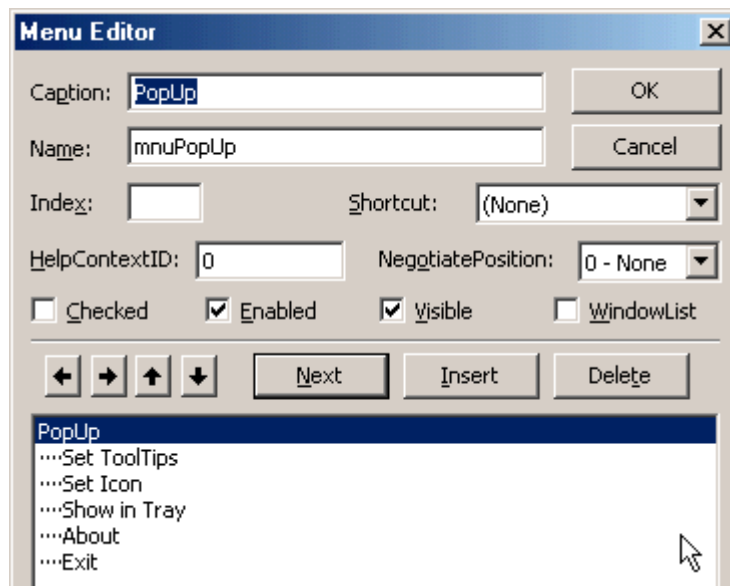 Menu Editor
Caption: PopUp OK
Name: mnuPopUp Cancel
Index: Shortcut: (None)
HelpContextID: 0 NegotiatePosition: 0 - None
Checked Enabled Visible WindowList
Next Insert Delete
PopUp
····Set ToolTips
····Set Icon
····Show in Tray
····About
····Exit